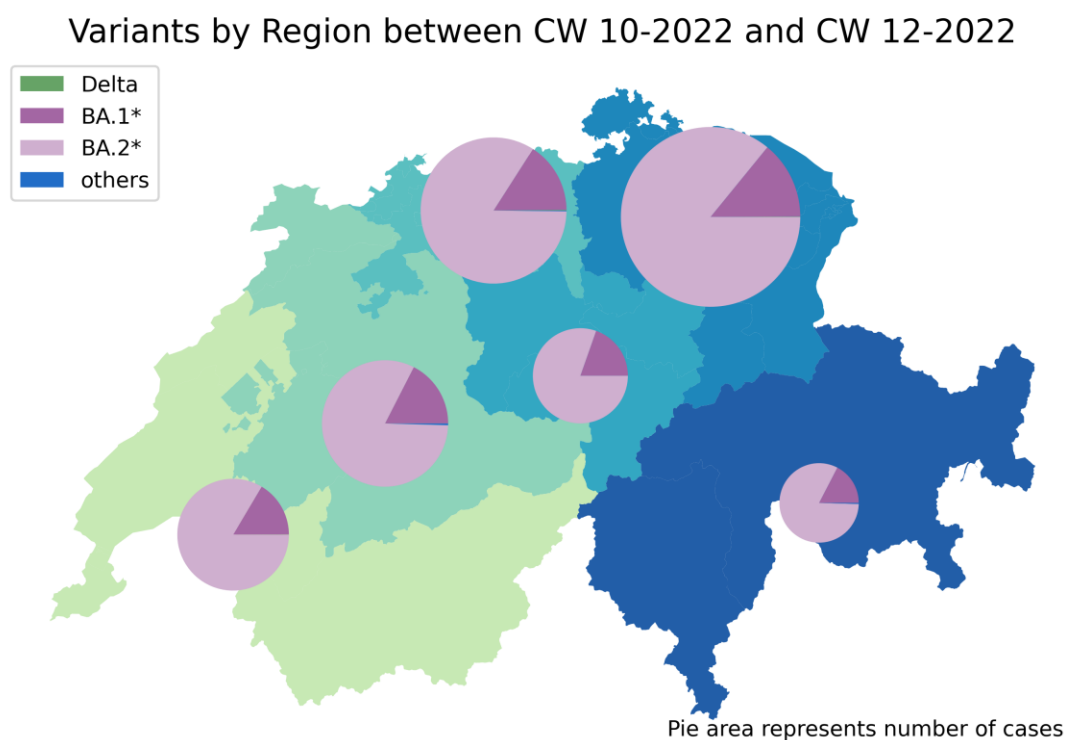 Variants by Region between CW 10-2022 and CW 12-2022
Delta
BA.1*
BA.2*
others
Pie area represents number of cases